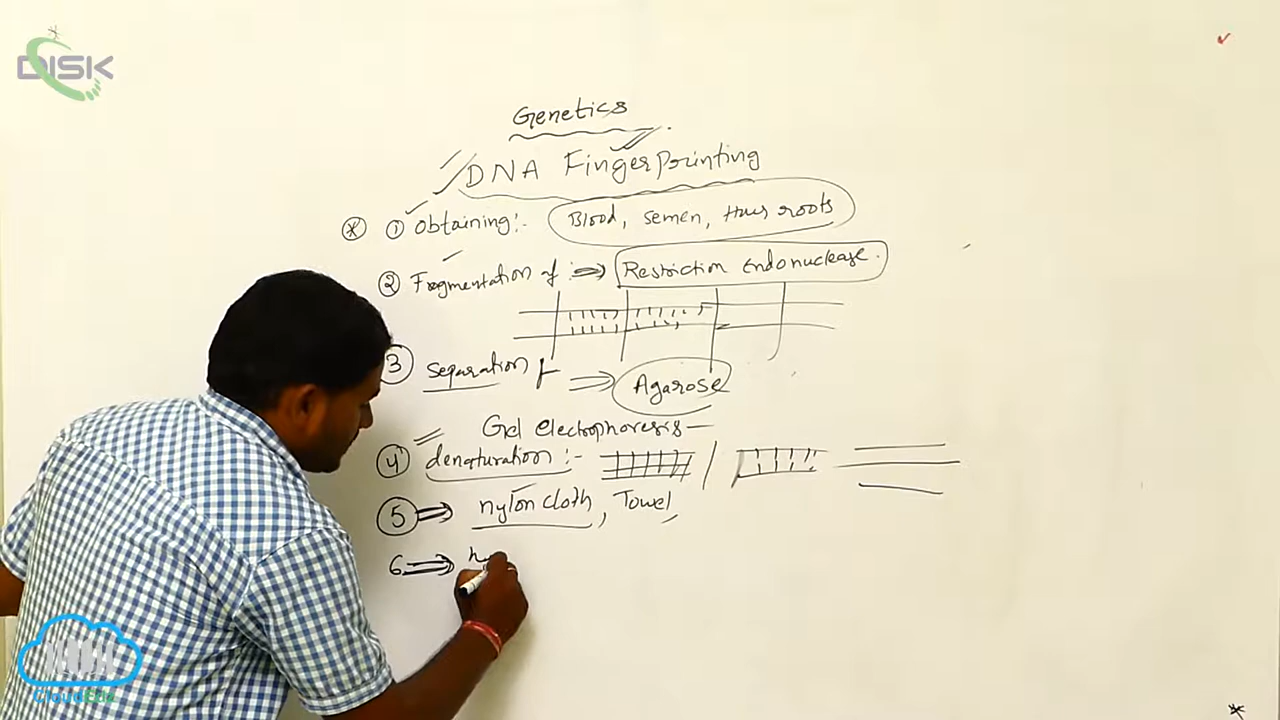 DISK
Genetics
DNA Fingerprinting
① Obtaining:- Blood, Semen, Hair roots
② Fragmentation of ⇒ Restriction Endonuclease.
③ Separation of ⇒ Agarose
Gel electrophoresis —
④ denaturation :-
⑤ ⇒ nylon cloth, Towel,
6 ⇒
CloudEdu